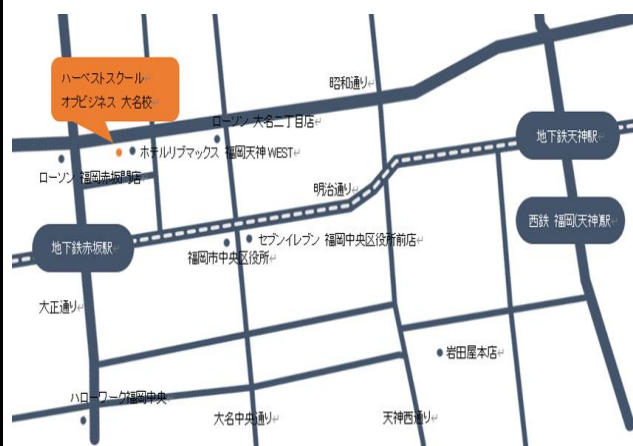 ハーベストスクール
オブビジネス 大名校
昭和通り
ローソン 大名二丁目店
地下鉄天神駅
ホテルリブマックス 福岡天神 WEST
ローソン 福岡赤坂門店
明治通り
西鉄 福岡(天神)駅
地下鉄赤坂駅
セブンイレブン 福岡中央区役所前店
福岡市中央区役所
大正通り
岩田屋本店
ハローワーク福岡中央
大名中央通り
天神西通り